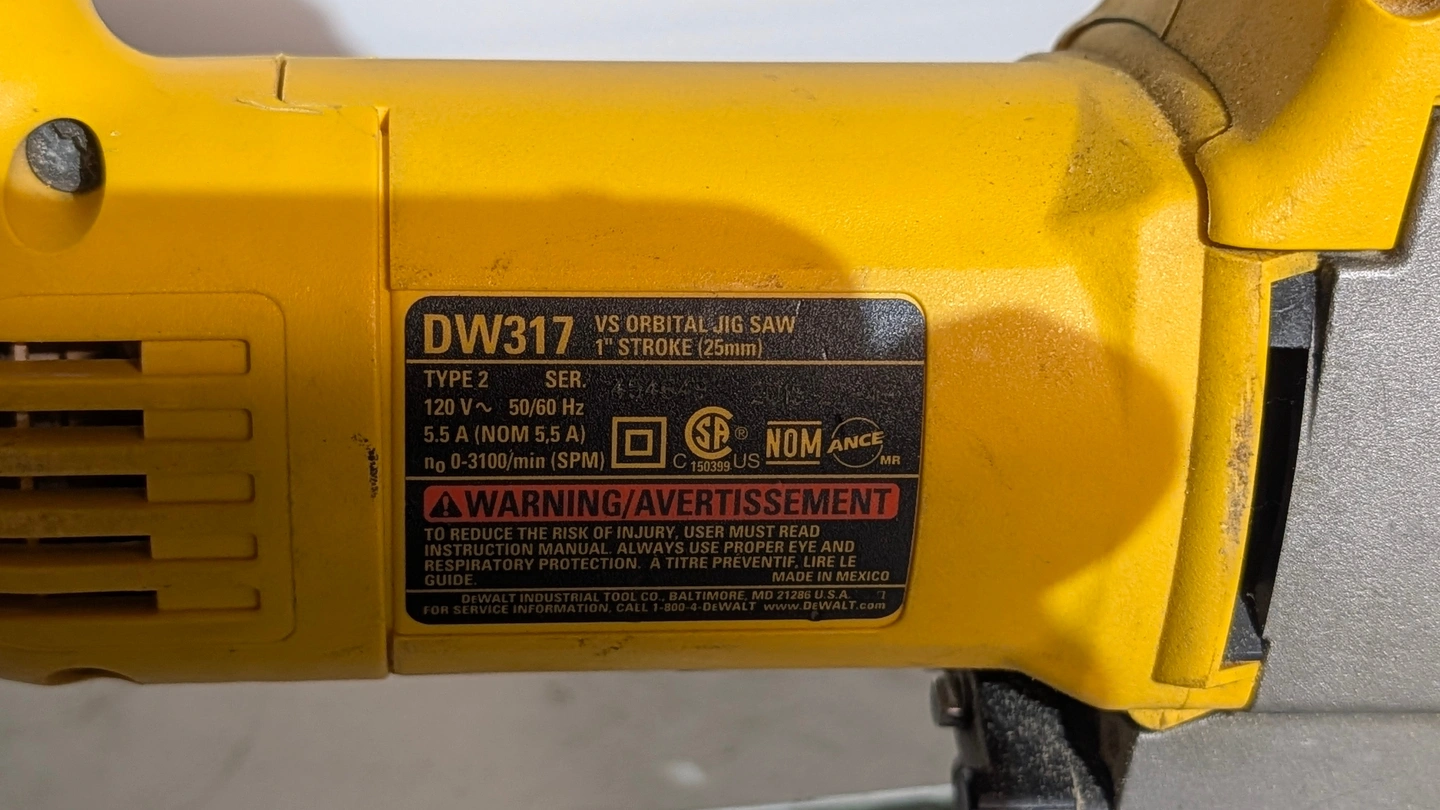 DW317 VS ORBITAL JIG SAW
1" STROKE (25mm)
TYPE 2 SER.
120 V~ 50/60 Hz
5.5 A (NOM 5,5 A)
n₀ 0-3100/min (SPM)
C SA ® C 150399 US NOM ANCE MR
WARNING/AVERTISSEMENT
TO REDUCE THE RISK OF INJURY, USER MUST READ
INSTRUCTION MANUAL. ALWAYS USE PROPER EYE AND
RESPIRATORY PROTECTION. A TITRE PREVENTIF, LIRE LE
GUIDE. MADE IN MEXICO
DEWALT INDUSTRIAL TOOL CO., BALTIMORE, MD 21286 U.S.A.
FOR SERVICE INFORMATION, CALL 1-800-4-DEWALT www.DEWALT.com